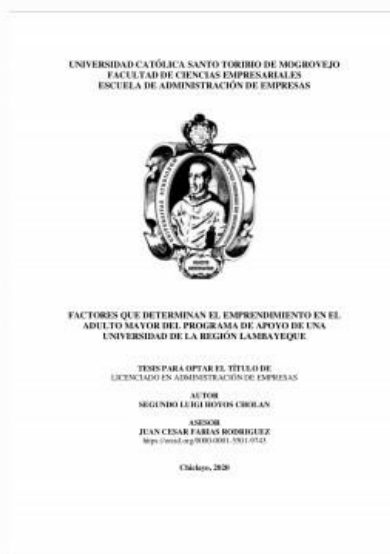 UNIVERSIDAD CATÓLICA SANTO TORIBIO DE MOGROVEJO
FACULTAD DE CIENCIAS EMPRESARIALES
ESCUELA DE ADMINISTRACIÓN DE EMPRESAS
FACTORES QUE DETERMINAN EL EMPRENDIMIENTO EN EL
ADULTO MAYOR DEL PROGRAMA DE APOYO DE UNA
UNIVERSIDAD DE LA REGIÓN LAMBAYEQUE
TESIS PARA OPTAR EL TÍTULO DE
LICENCIADO EN ADMINISTRACIÓN DE EMPRESAS
AUTOR
SEGUNDO LUIGI HOYOS CHOLAN
ASESOR
JUAN CESAR FARIAS RODRIGUEZ
Chiclayo, 2020